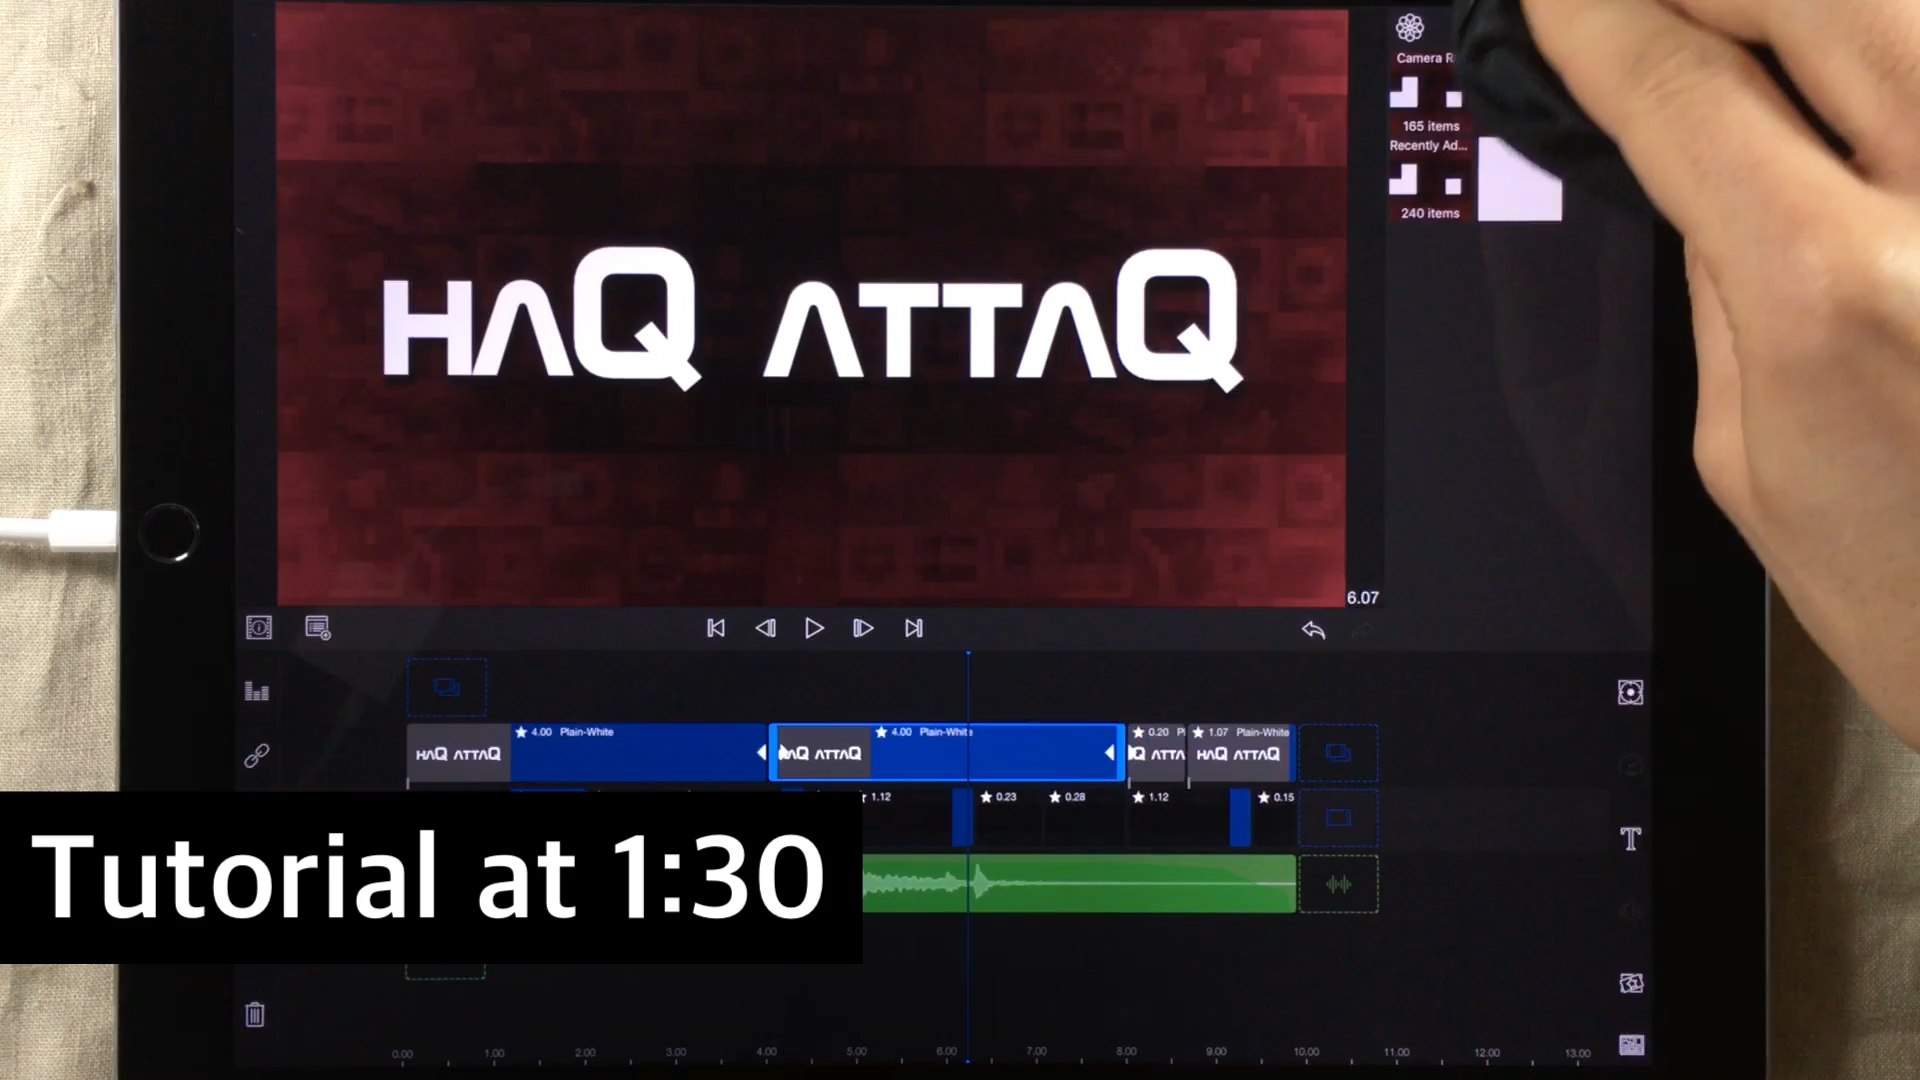 Camera R
165 items
Recently Ad...
240 items
HAQ ATTAQ
6.07
4.00 Plain-White
HAQ ATTAQ
4.00 Plain-White
HAQ ATTAQ
0.20 Pl
Q ATTA
1.07 Plain-White
HAQ ATTAQ
1.12
0.23
0.28
1.12
0.15
Tutorial at 1:30
T
0.00 1.00 2.00 3.00 4.00 5.00 6.00 7.00 8.00 9.00 10.00 11.00 12.00 13.00